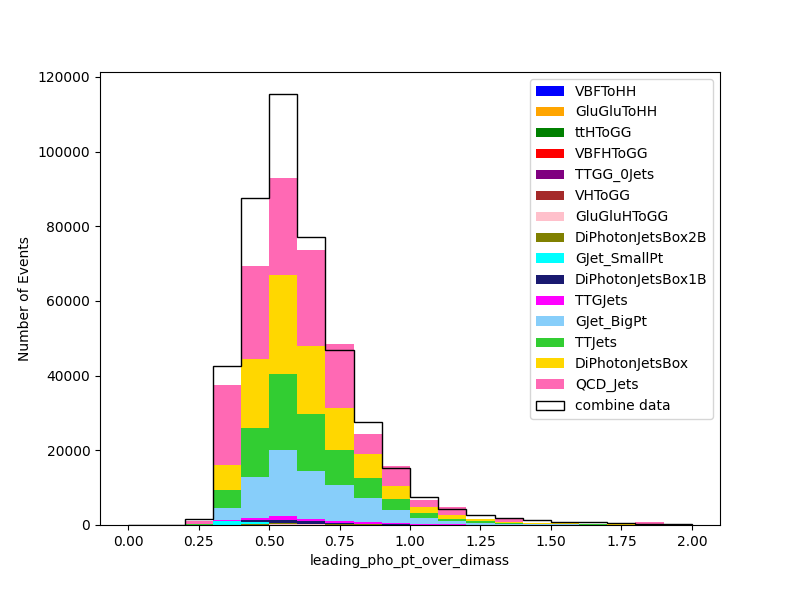 120000
100000
80000
60000
40000
20000
0
Number of Events
0.00 0.25 0.50 0.75 1.00 1.25 1.50 1.75 2.00
leading_pho_pt_over_dimass
VBFToHH
GluGluToHH
ttHToGG
VBFHToGG
TTGG_0Jets
VHToGG
GluGluHToGG
DiPhotonJetsBox2B
GJet_SmallPt
DiPhotonJetsBox1B
TTGJets
GJet_BigPt
TTJets
DiPhotonJetsBox
QCD_Jets
combine data